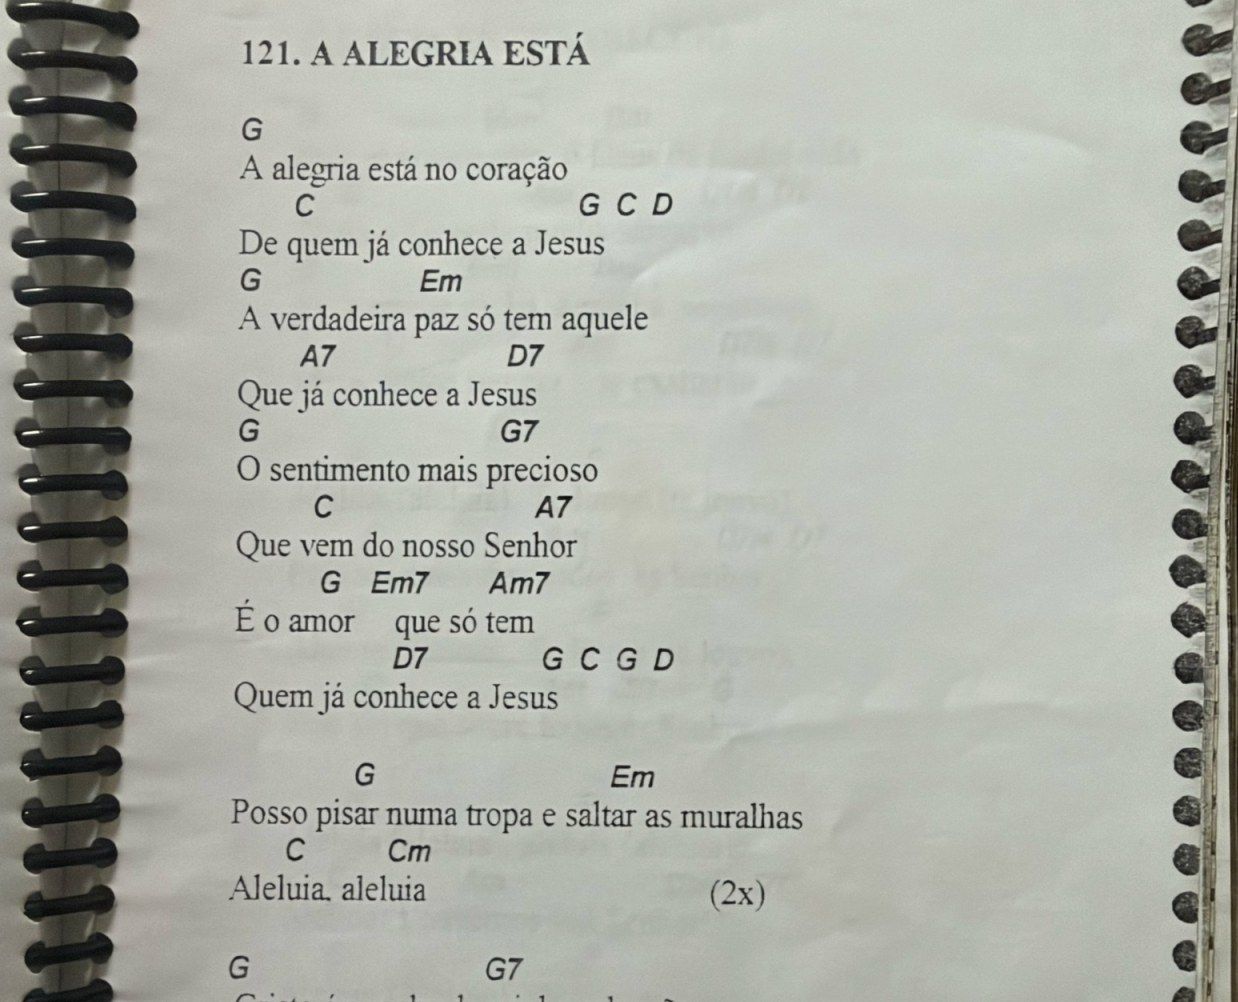 121. A ALEGRIA ESTÁ
G
A alegria está no coração
C G C D
De quem já conhece a Jesus
G Em
A verdadeira paz só tem aquele
A7 D7
Que já conhece a Jesus
G G7
O sentimento mais precioso
C A7
Que vem do nosso Senhor
G Em7 Am7
É o amor que só tem
D7 G C G D
Quem já conhece a Jesus
G Em
Posso pisar numa tropa e saltar as muralhas
C Cm
Aleluia, aleluia (2x)
G G7